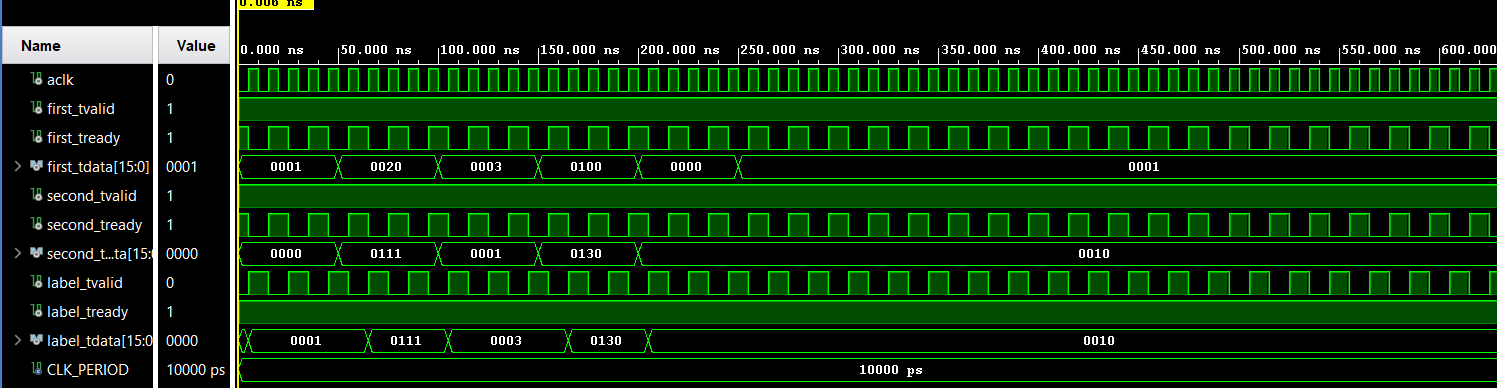 0.006 ns
Name Value
0.000 ns 50.000 ns 100.000 ns 150.000 ns 200.000 ns 250.000 ns 300.000 ns 350.000 ns 400.000 ns 450.000 ns 500.000 ns 550.000 ns 600.000
aclk 0
first_tvalid 1
first_tready 1
first_tdata[15:0] 0001 0001 0020 0003 0100 0000 0001
second_tvalid 1
second_tready 1
second_t...ta[15:0 0000 0000 0111 0001 0130 0010
label_tvalid 0
label_tready 1
label_tdata[15:0 0000 0001 0111 0003 0130 0010
CLK_PERIOD 10000 ps 10000 ps